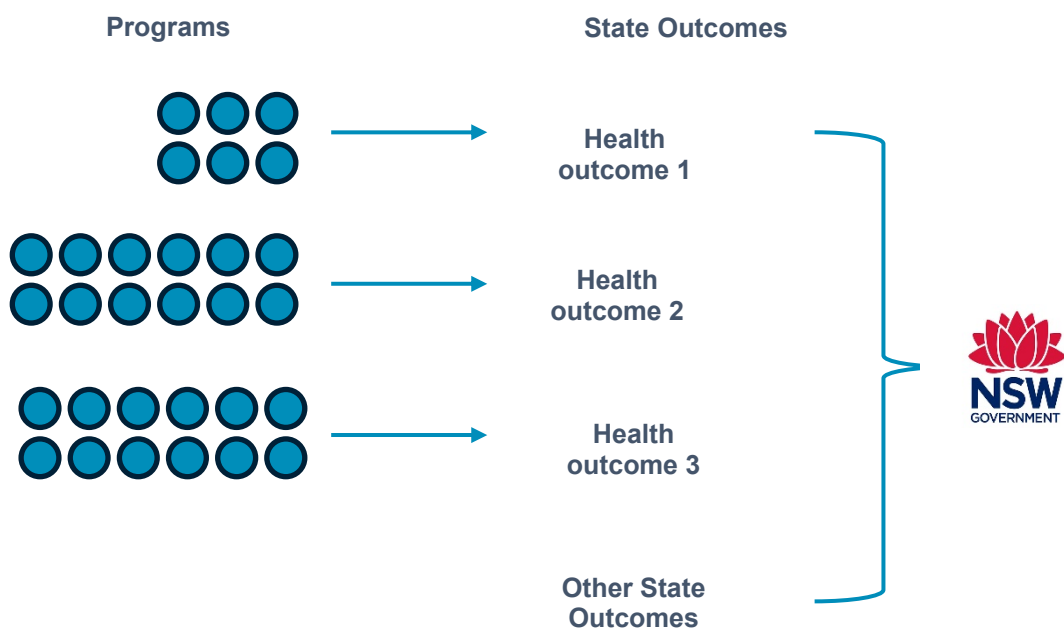 Programs
State Outcomes
Health
outcome 1
Health
outcome 2
Health
outcome 3
Other State
Outcomes
NSW
GOVERNMENT